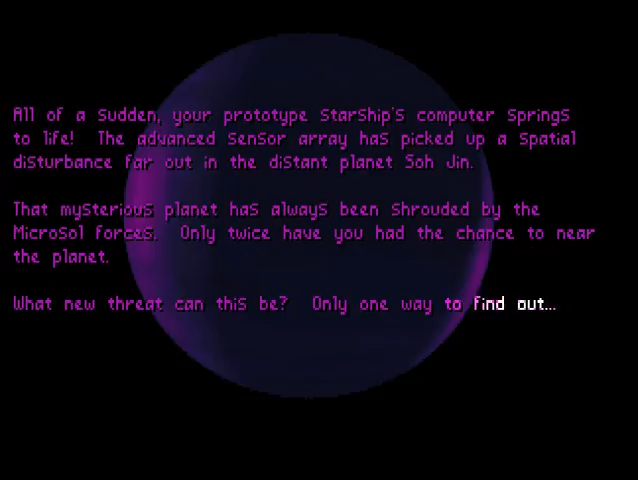 All of a sudden, your prototype starship's computer springs
to life!  The advanced sensor array has picked up a spatial
disturbance far out in the distant planet Soh Jin.
That mysterious planet has always been shrouded by the
Microsol forces.  Only twice have you had the chance to near
the planet.
What new threat can this be?  Only one way to find out...